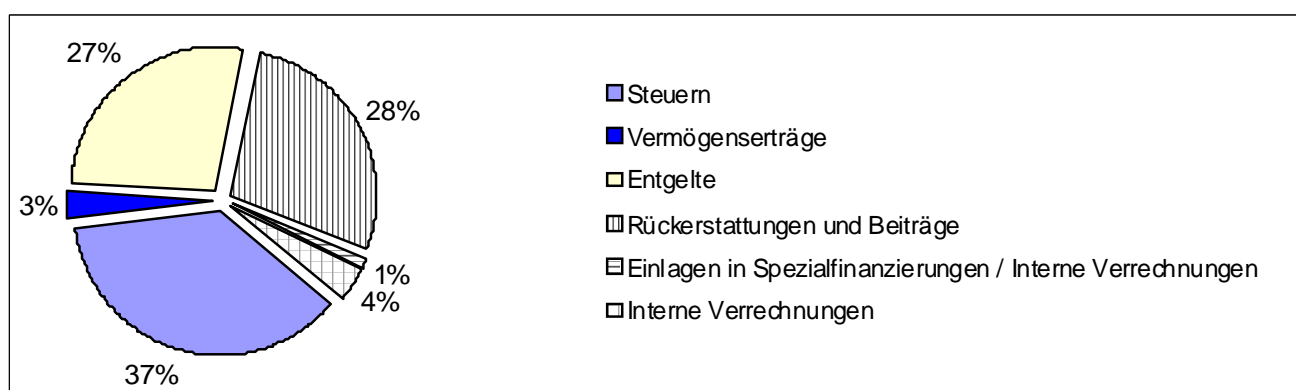 27%
28%
3%
1%
4%
37%
Steuern
Vermögenserträge
Entgelte
Rückerstattungen und Beiträge
Einlagen in Spezialfinanzierungen / Interne Verrechnungen
Interne Verrechnungen